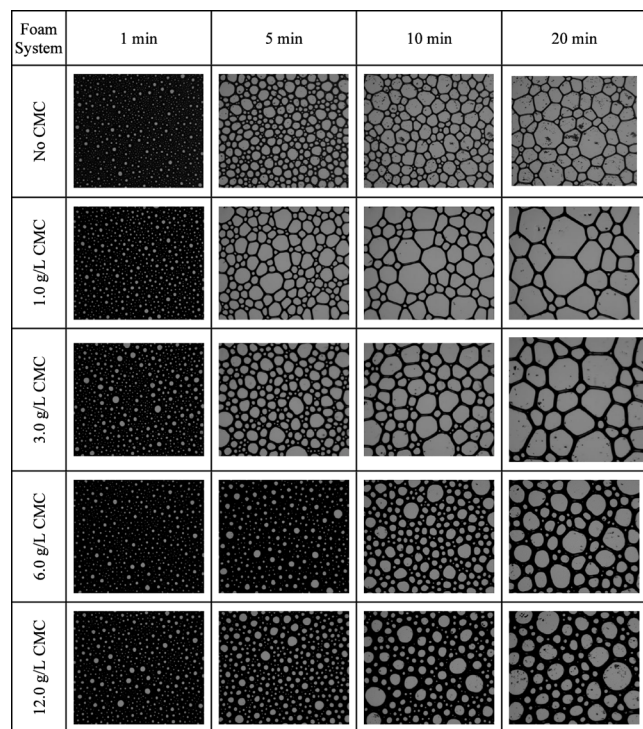 Foam
System
1 min
5 min
10 min
20 min
No CMC
1.0 g/L CMC
3.0 g/L CMC
6.0 g/L CMC
12.0 g/L CMC